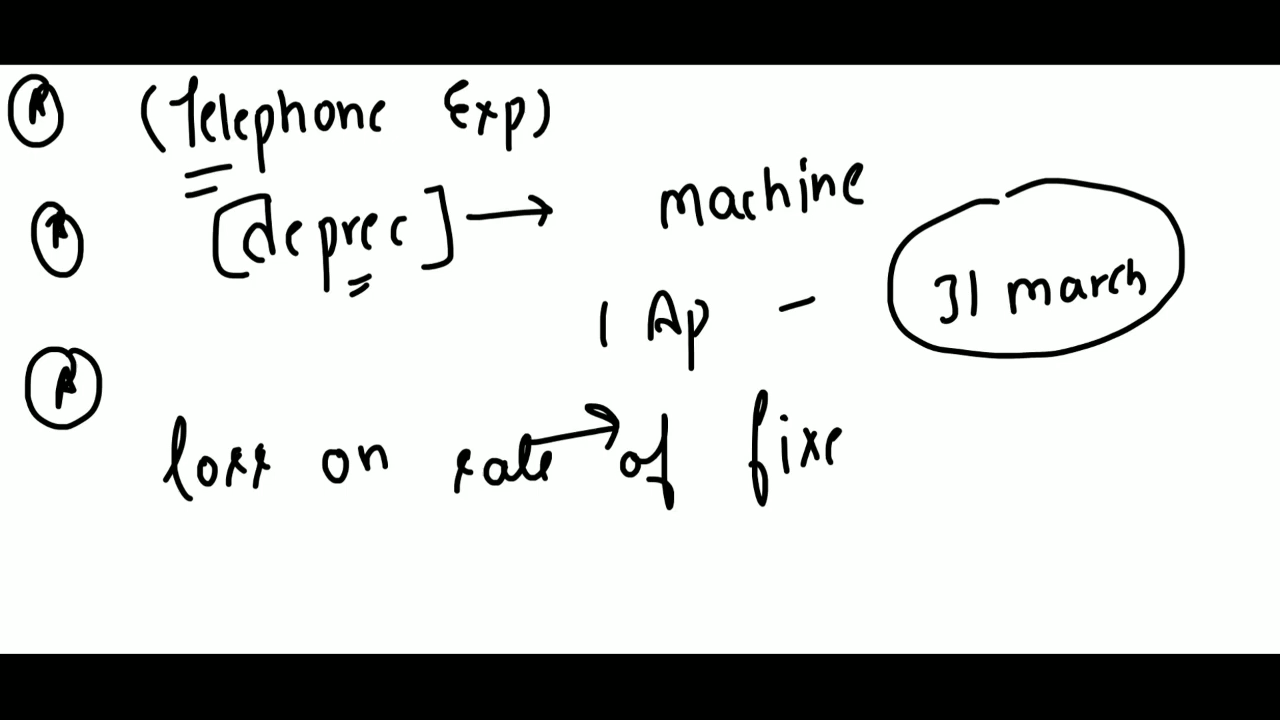 (Telephone Exp)
[deprec] → machine
1 Ap - 31 march
loss on sale of fixe